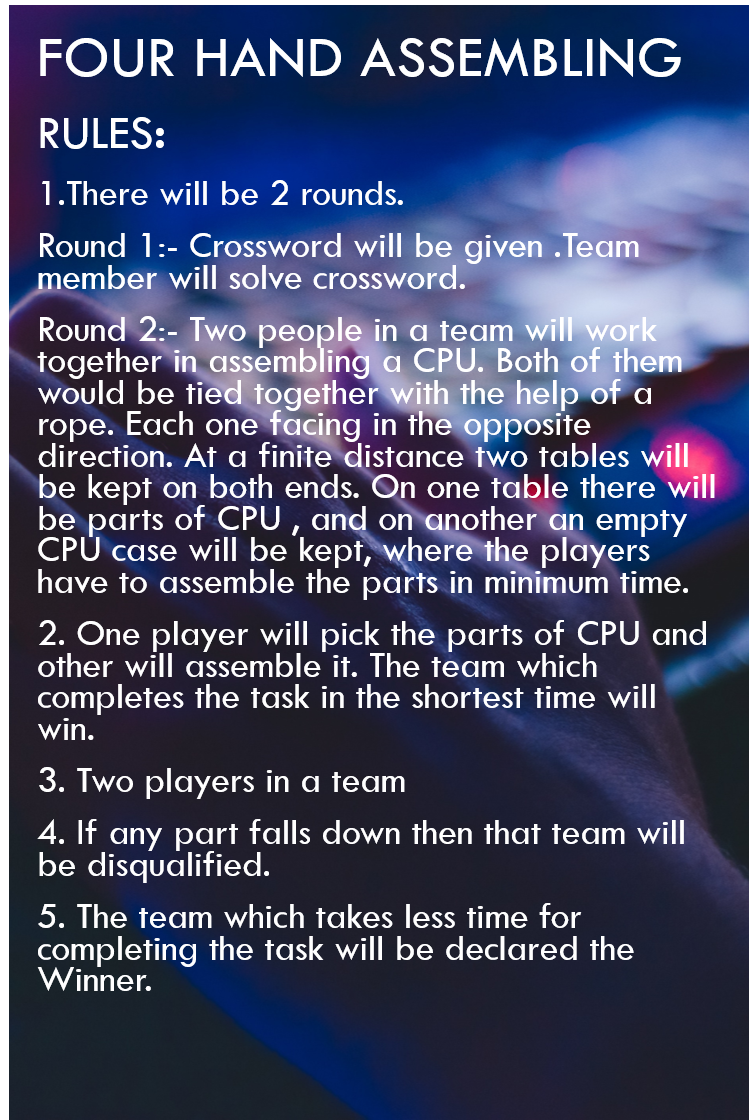 FOUR HAND ASSEMBLING
RULES:
1.There will be 2 rounds.
Round 1:- Crossword will be given .Team
member will solve crossword.
Round 2:- Two people in a team will work
together in assembling a CPU. Both of them
would be tied together with the help of a
rope. Each one facing in the opposite
direction. At a finite distance two tables will
be kept on both ends. On one table there will
be parts of CPU , and on another an empty
CPU case will be kept, where the players
have to assemble the parts in minimum time.
2. One player will pick the parts of CPU and
other will assemble it. The team which
completes the task in the shortest time will
win.
3. Two players in a team
4. If any part falls down then that team will
be disqualified.
5. The team which takes less time for
completing the task will be declared the
Winner.